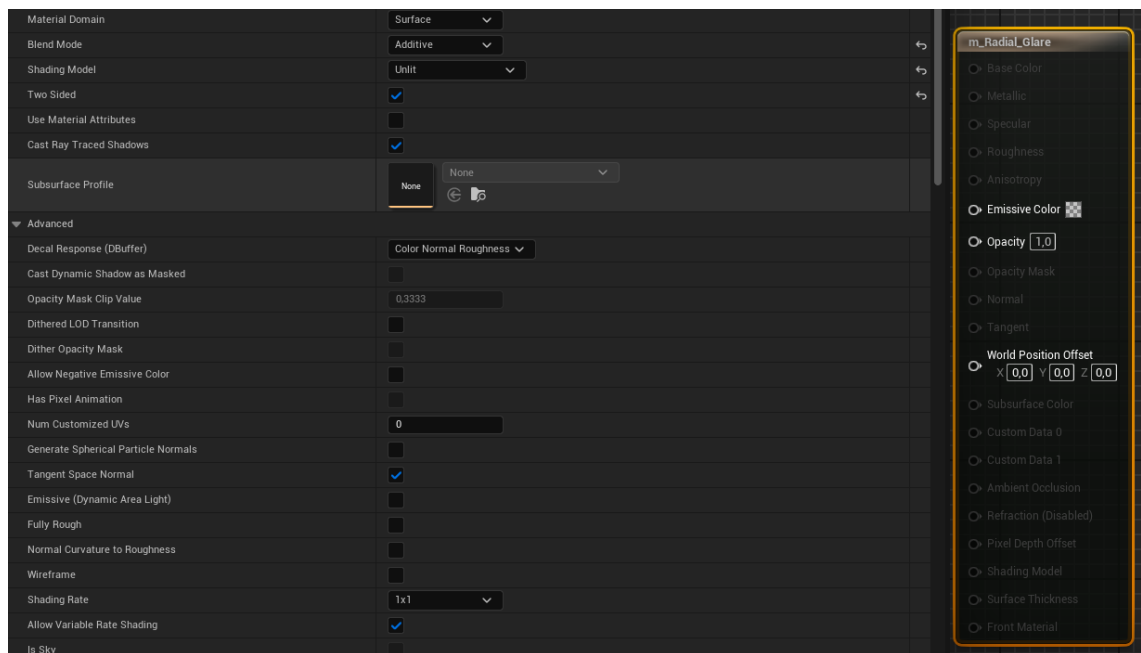 Material Domain
Surface
Blend Mode
Additive
Shading Model
Unlit
Two Sided
Use Material Attributes
Cast Ray Traced Shadows
Subsurface Profile
None
None
Advanced
Decal Response (DBuffer)
Color Normal Roughness
Cast Dynamic Shadow as Masked
Opacity Mask Clip Value
0,3333
Dithered LOD Transition
Dither Opacity Mask
Allow Negative Emissive Color
Has Pixel Animation
Num Customized UVs
0
Generate Spherical Particle Normals
Tangent Space Normal
Emissive (Dynamic Area Light)
Fully Rough
Normal Curvature to Roughness
Wireframe
Shading Rate
1x1
Allow Variable Rate Shading
Is Sky
m_Radial_Glare
Base Color
Metallic
Specular
Roughness
Anisotropy
Emissive Color
Opacity 1,0
Opacity Mask
Normal
Tangent
World Position Offset
X 0,0 Y 0,0 Z 0,0
Subsurface Color
Custom Data 0
Custom Data 1
Ambient Occlusion
Refraction (Disabled)
Pixel Depth Offset
Shading Model
Surface Thickness
Front Material